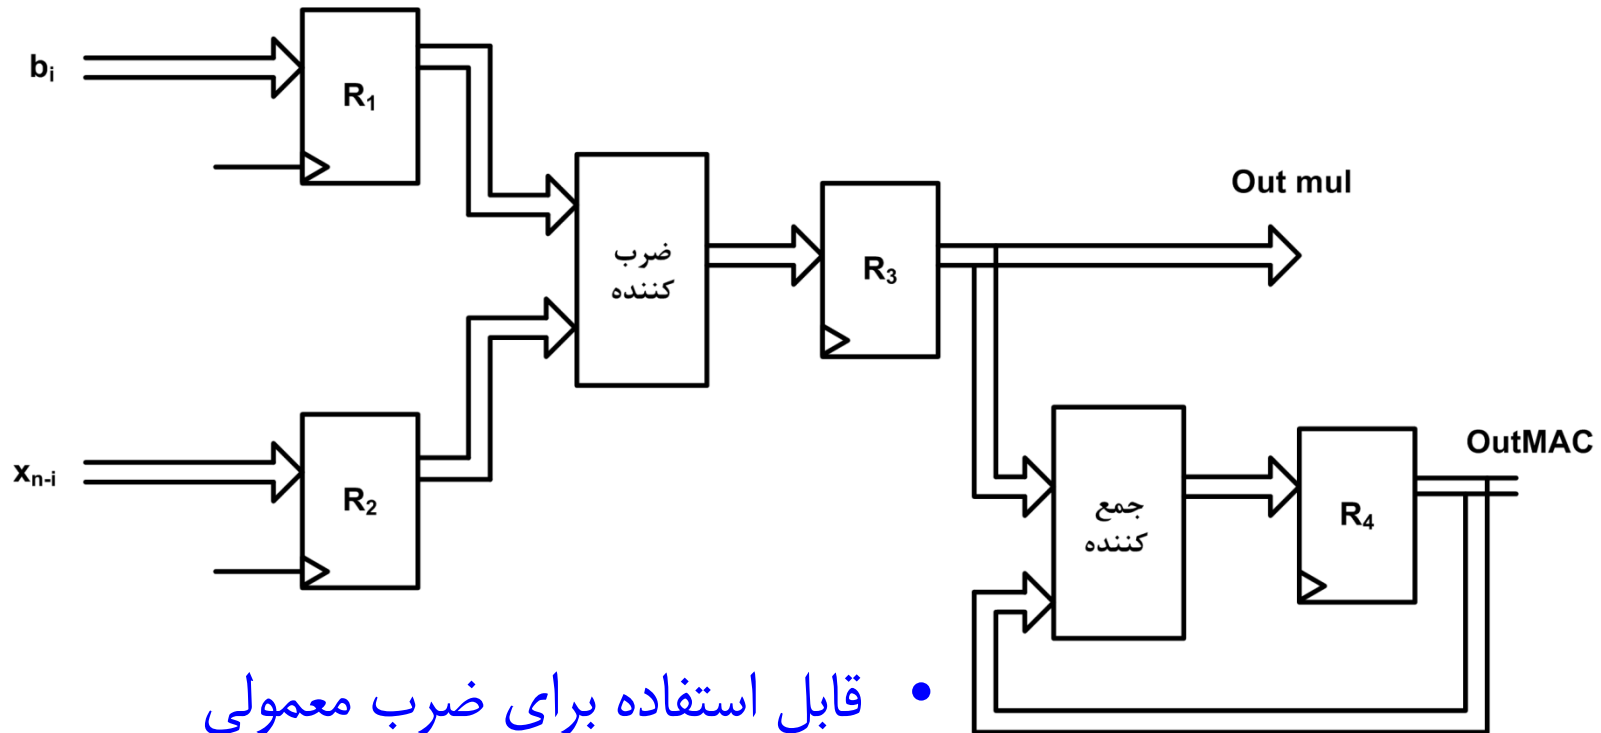 bᵢ
R₁
Out mul
ضرب
کننده
R₃
OutMAC
xₙ₋ᵢ
R₂
جمع
کننده
R₄
• قابل استفاده برای ضرب معمولی